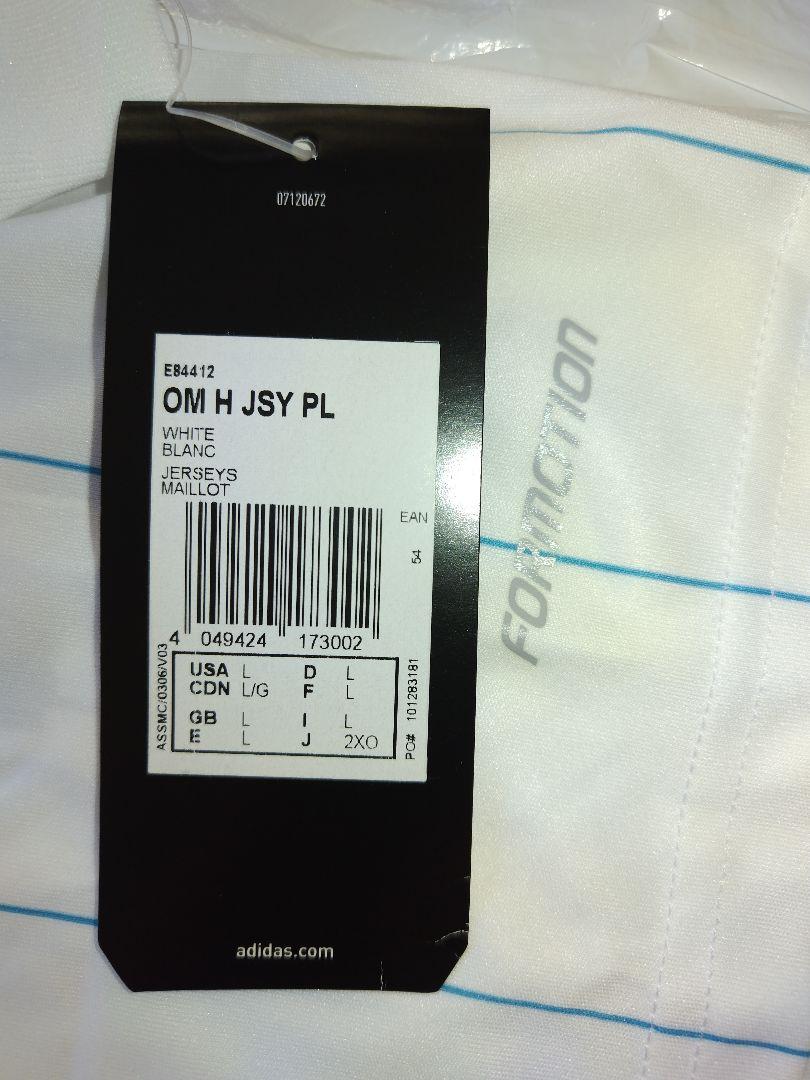 07120672
E84412
OM H JSY PL
WHITE
BLANC
JERSEYS
MAILLOT
EAN
54
4 049424 173002
ASSMC/0306/V03
USA L D L
CDN L/G F L
GB L I L
E L J 2XO
PO# 101283181
adidas.com
FORMOTION